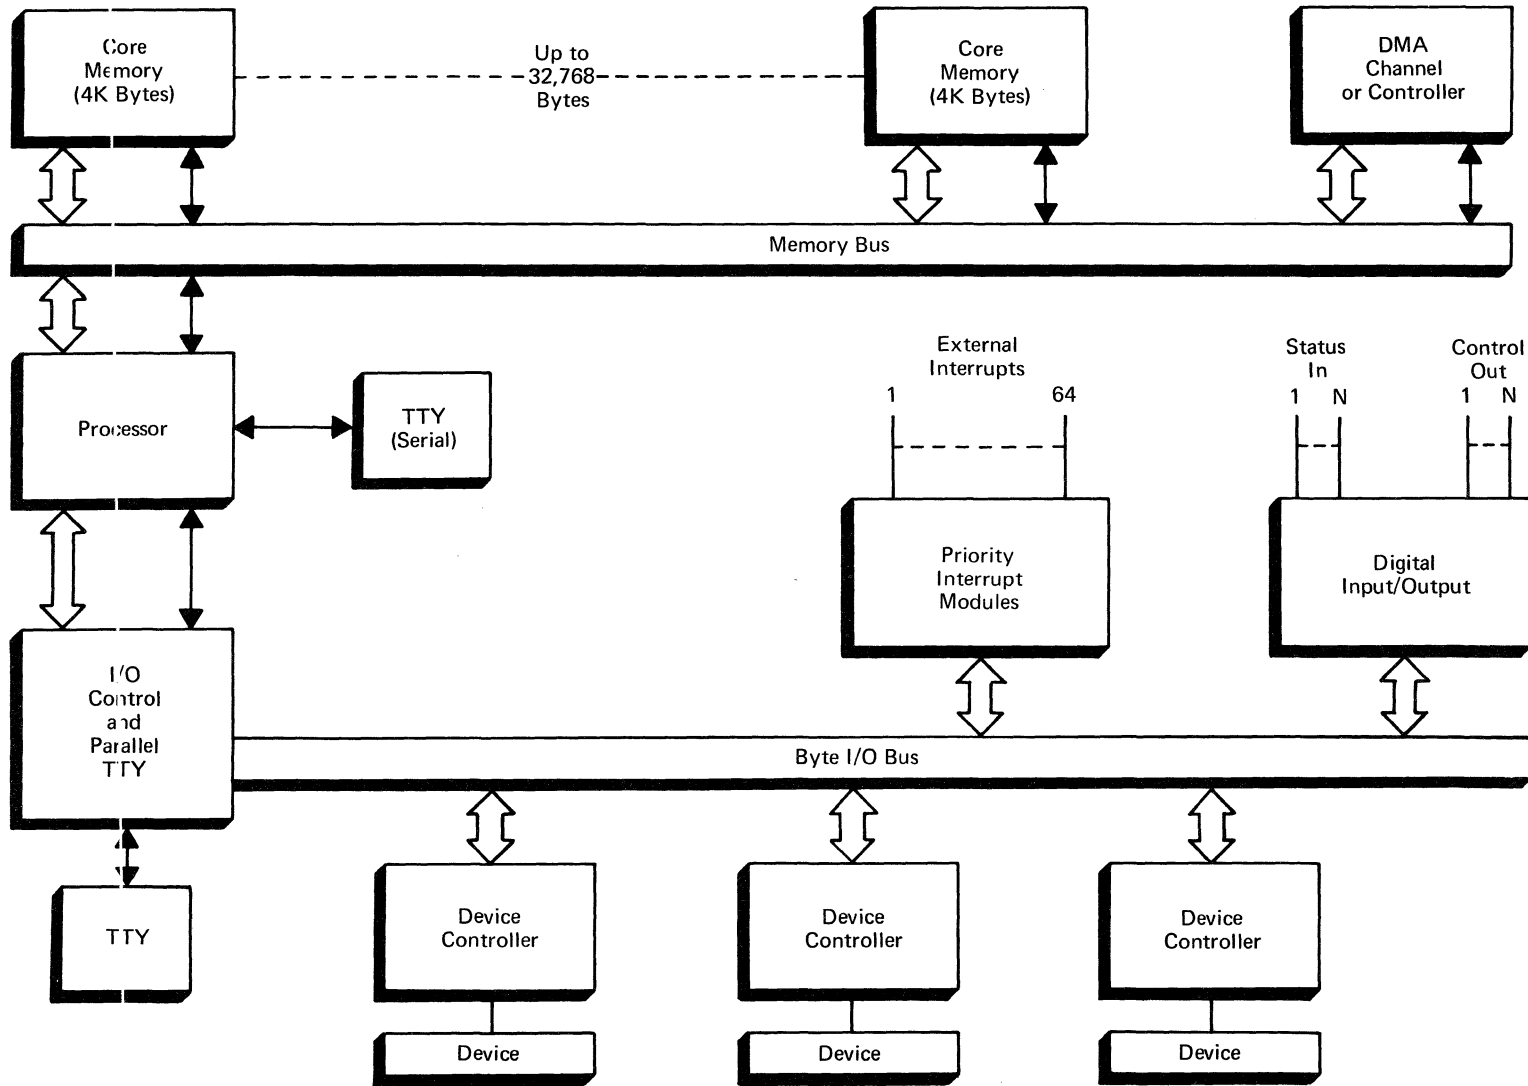 Core
Memory
(4K Bytes)
Up to
32,768
Bytes
Core
Memory
(4K Bytes)
DMA
Channel
or Controller
Memory Bus
Processor
TTY
(Serial)
External
Interrupts
1 64
Status
In
1 N
Control
Out
1 N
Priority
Interrupt
Modules
Digital
Input/Output
I/O
Control
and
Parallel
TTY
Byte I/O Bus
TTY
Device
Controller
Device
Controller
Device
Controller
Device
Device
Device